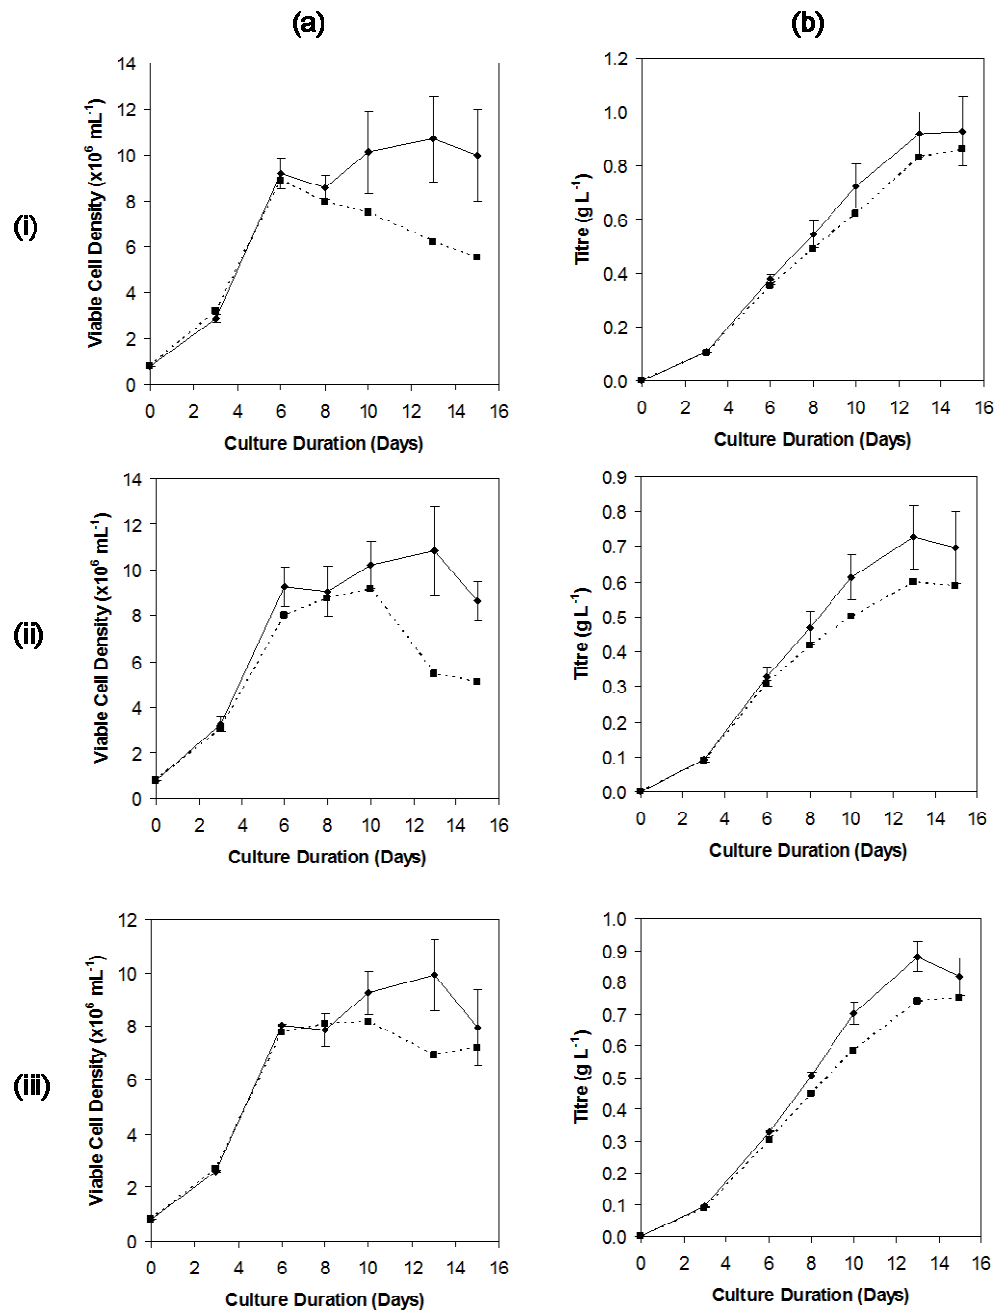 (a)
(b)
(i)
Viable Cell Density (x10⁶ mL⁻¹)
14
12
10
8
6
4
2
0
0 2 4 6 8 10 12 14 16
Culture Duration (Days)
Titre (g L⁻¹)
1.2
1.0
0.8
0.6
0.4
0.2
0.0
0 2 4 6 8 10 12 14 16
Culture Duration (Days)
(ii)
Viable Cell Density (x10⁶ mL⁻¹)
14
12
10
8
6
4
2
0
0 2 4 6 8 10 12 14 16
Culture Duration (Days)
Titre (g L⁻¹)
0.9
0.8
0.7
0.6
0.5
0.4
0.3
0.2
0.1
0.0
0 2 4 6 8 10 12 14 16
Culture Duration (Days)
(iii)
Viable Cell Density (x10⁶ mL⁻¹)
12
10
8
6
4
2
0
0 2 4 6 8 10 12 14 16
Culture Duration (Days)
Titre (g L⁻¹)
1.0
0.9
0.8
0.7
0.6
0.5
0.4
0.3
0.2
0.1
0.0
0 2 4 6 8 10 12 14 16
Culture Duration (Days)